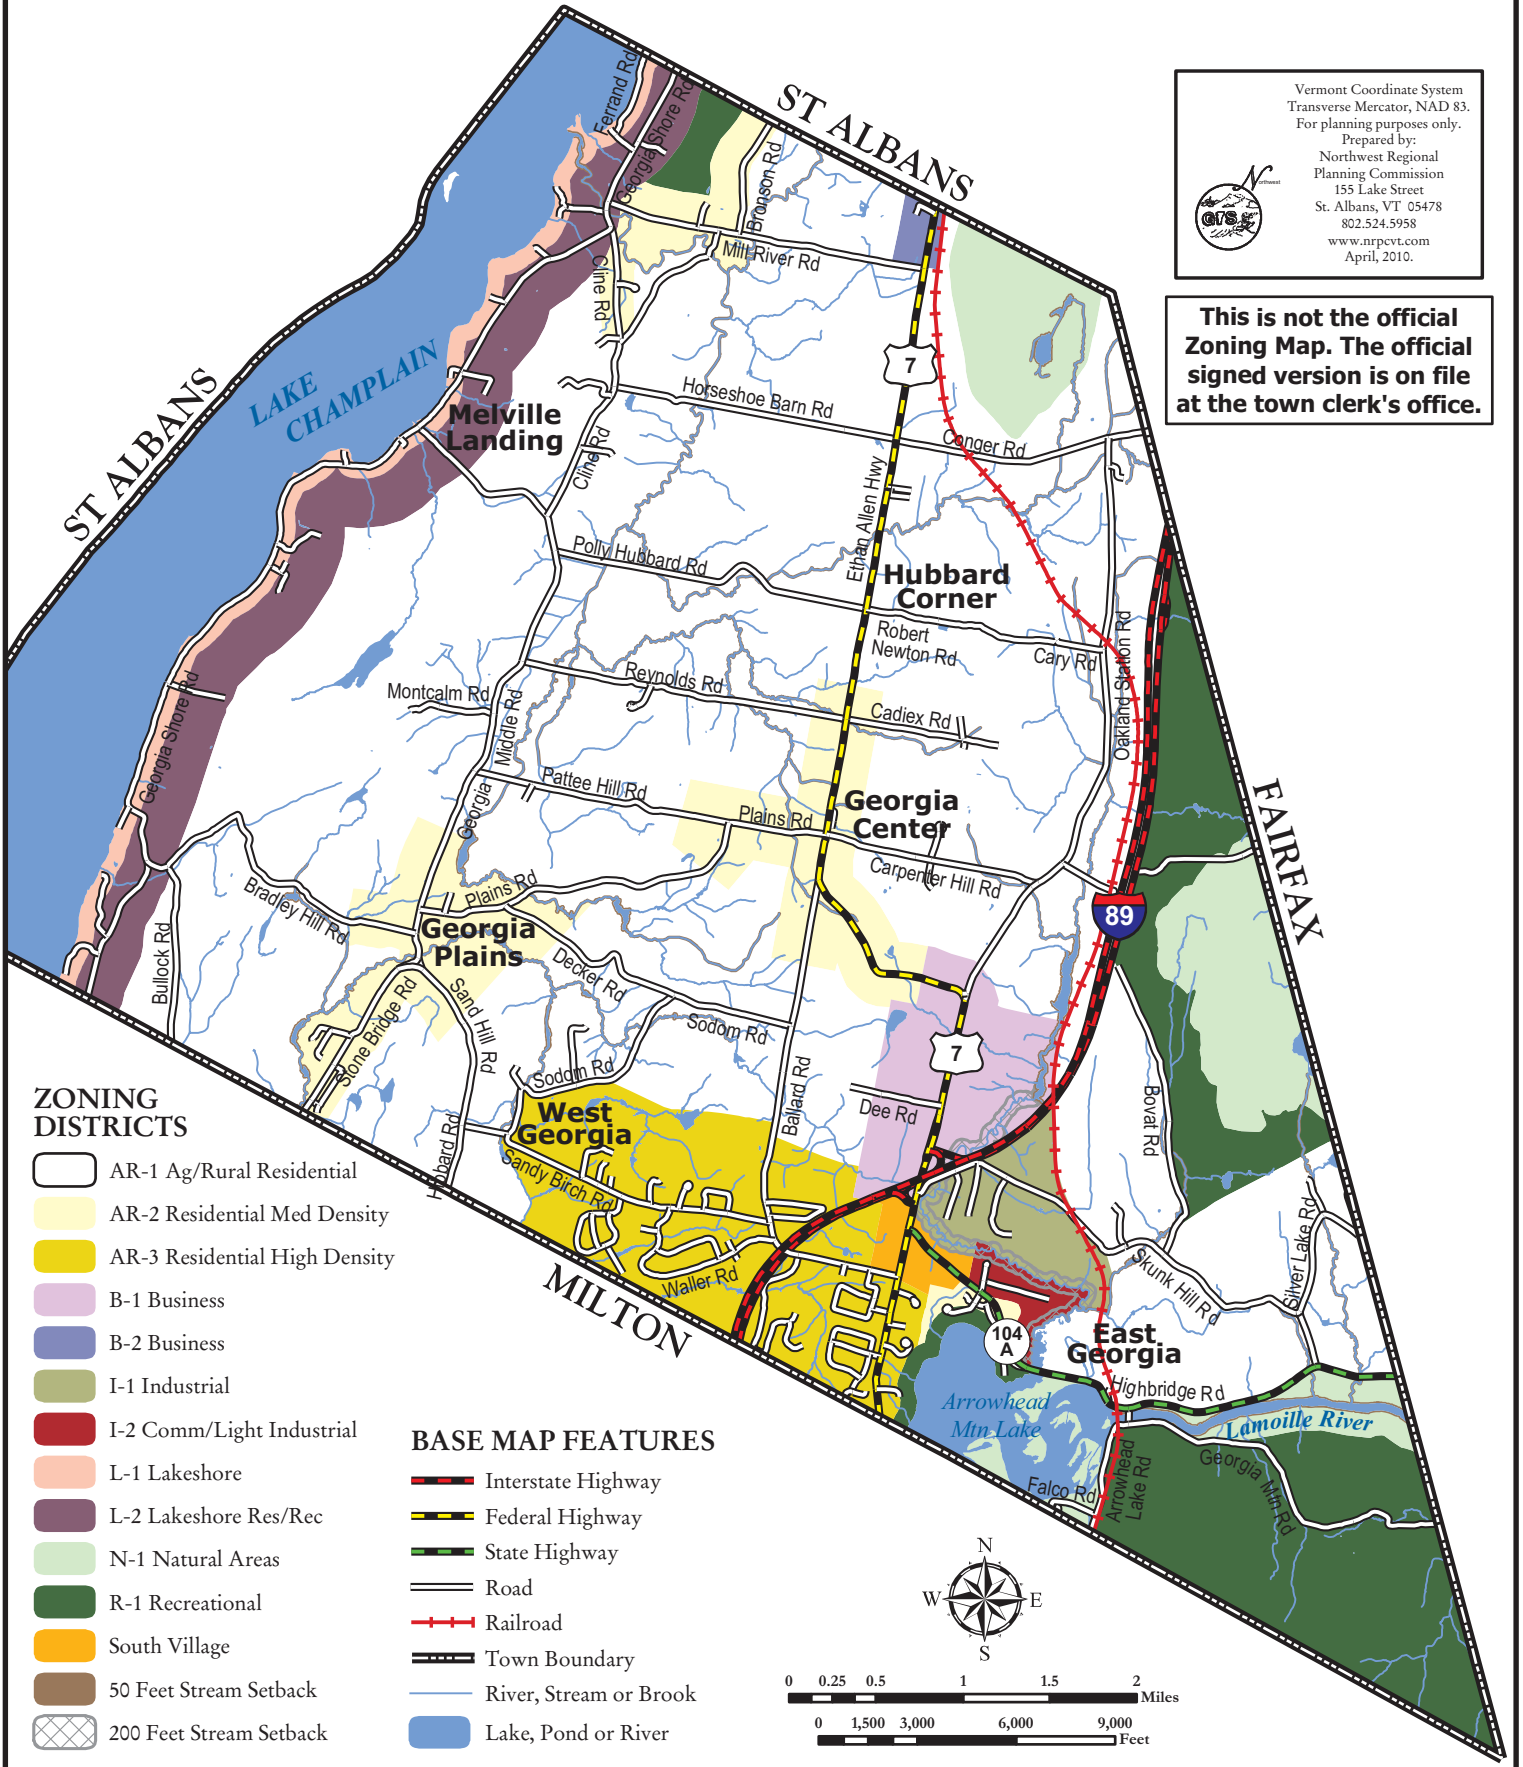 Vermont Coordinate System
Transverse Mercator, NAD 83.
For planning purposes only.
Prepared by:
Northwest Regional
Planning Commission
155 Lake Street
St. Albans, VT 05478
802.524.5958
www.nrpcvt.com
April, 2010.
Northwest
GIS
This is not the official
Zoning Map. The official
signed version is on file
at the town clerk's office.
ST ALBANS
ST ALBANS
FAIRFAX
MILTON
LAKE
CHAMPLAIN
Ferrand Rd
Georgia Shore Rd
Bronson Rd
Mill River Rd
Cline Rd
7
Horseshoe Barn Rd
Conger Rd
Melville
Landing
Cline Rd
Ethan Allen Hwy
Polly Hubbard Rd
Hubbard
Corner
Robert
Newton Rd
Cary Rd
Oakland Station Rd
Reynolds Rd
Montcalm Rd
Cadiex Rd
Georgia Middle Rd
Georgia Shore Rd
Pattee Hill Rd
Plains Rd
Georgia
Center
Carpenter Hill Rd
89
Bradley Hill Rd
Plains Rd
Georgia
Plains
Bullock Rd
Decker Rd
Stone Bridge Rd
Sand Hill Rd
Sodom Rd
Sodom Rd
7
Ballard Rd
Dee Rd
Bovat Rd
West
Georgia
Hibbard Rd
Sandy Birch Rd
Waller Rd
Skunk Hill Rd
Silver Lake Rd
104
A
East
Georgia
Highbridge Rd
Arrowhead
Mtn Lake
Lamoille River
Georgia Mtn Rd
Falco Rd
Arrowhead
Lake Rd
ZONING
DISTRICTS
AR-1 Ag/Rural Residential
AR-2 Residential Med Density
AR-3 Residential High Density
B-1 Business
B-2 Business
I-1 Industrial
I-2 Comm/Light Industrial
L-1 Lakeshore
L-2 Lakeshore Res/Rec
N-1 Natural Areas
R-1 Recreational
South Village
50 Feet Stream Setback
200 Feet Stream Setback
BASE MAP FEATURES
Interstate Highway
Federal Highway
State Highway
Road
Railroad
Town Boundary
River, Stream or Brook
Lake, Pond or River
N
W E
S
0 0.25 0.5 1 1.5 2
Miles
0 1,500 3,000 6,000 9,000
Feet